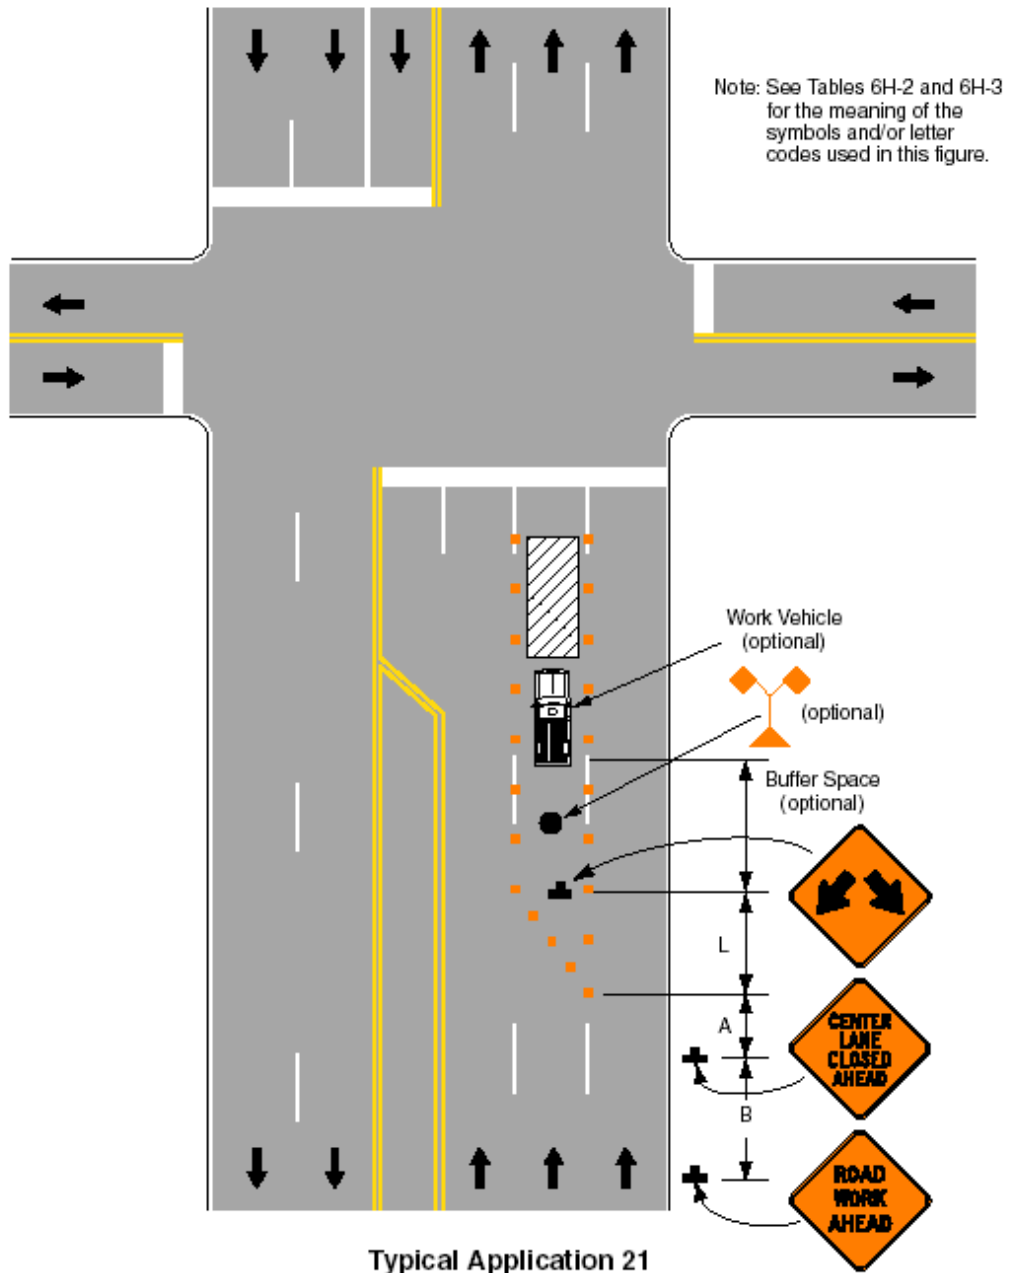 Note: See Tables 6H-2 and 6H-3
for the meaning of the
symbols and/or letter
codes used in this figure.
Work Vehicle
(optional)
(optional)
Buffer Space
(optional)
L
A
CENTER
LANE
CLOSED
AHEAD
B
ROAD
WORK
AHEAD
Typical Application 21